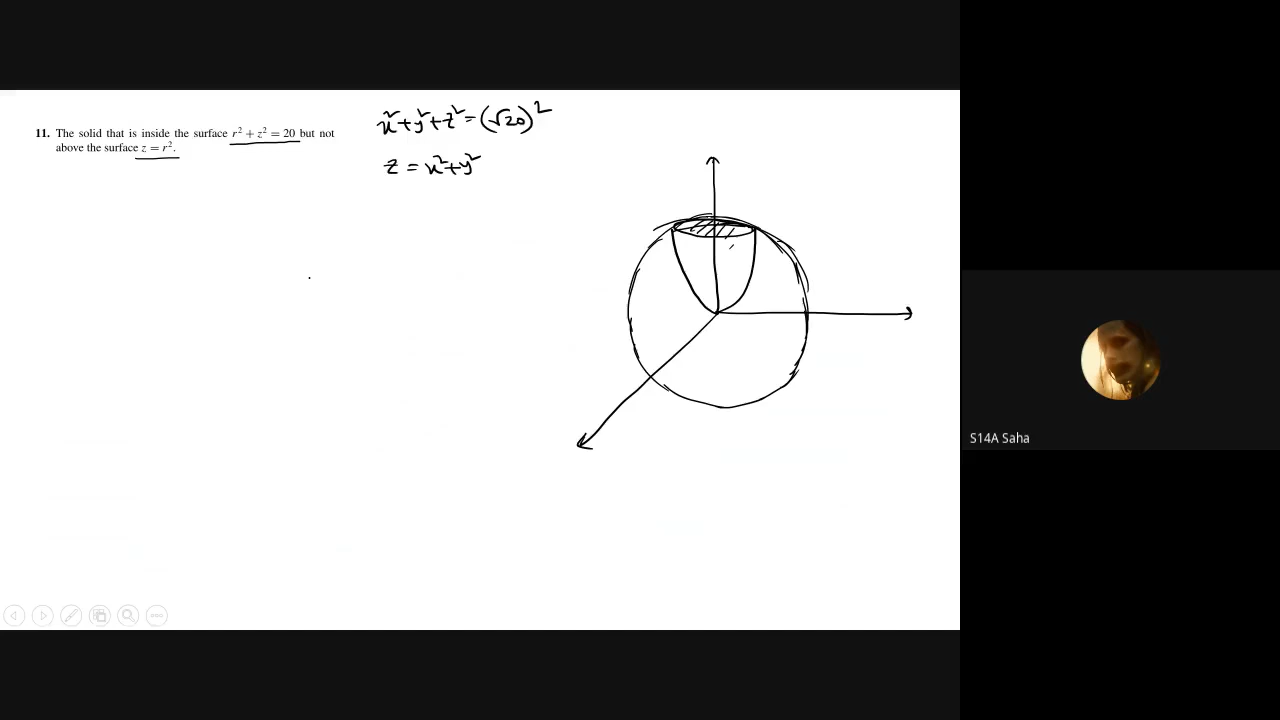 11. The solid that is inside the surface r² + z² = 20 but not
above the surface z = r².
x²+y²+z²=(√20)²
z = x²+y²
S14A Saha